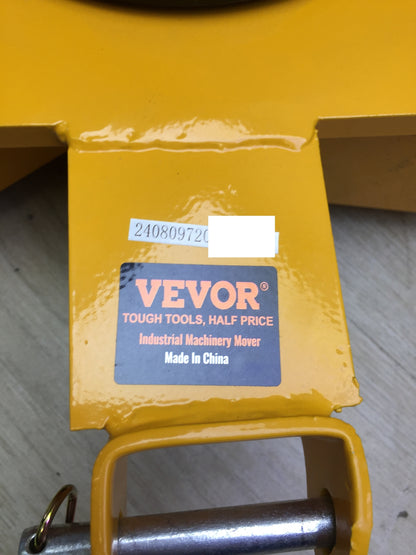 240809720
VEVOR®
TOUGH TOOLS, HALF PRICE
Industrial Machinery Mover
Made In China